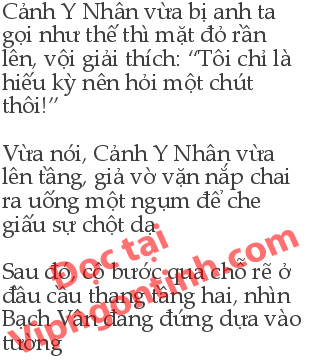 Cảnh Y Nhân vừa bị anh ta
gọi như thế thì mặt đỏ rần
lên, vội giải thích: “Tôi chỉ là
hiếu kỳ nên hỏi một chút
thôi!”
Vừa nói, Cảnh Y Nhân vừa
lên tầng, giả vờ vặn nắp chai
ra uống một ngụm để che
giấu sự chột dạ.
Sau đó, cô bước qua chỗ rẽ ở
đầu cầu thang tầng hai, nhìn
Bạch Vân đang đứng dựa vào
tường
Đọc tại
Vipngontinh.com